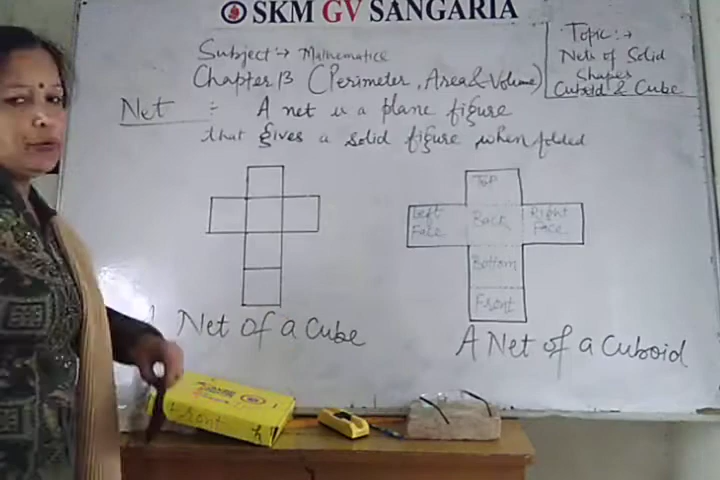 SKM GV SANGARIA
Subject :→ Mathematics
Chapter 13 (Perimeter, Area & Volume)
Topic :→
Nets of Solid
Shapes
Cuboid & Cube
Net : A net is a plane figure
that gives a solid figure when folded
Top
Left Face
Back
Right Face
Bottom
Front
A Net of a Cube
A Net of a Cuboid
Front